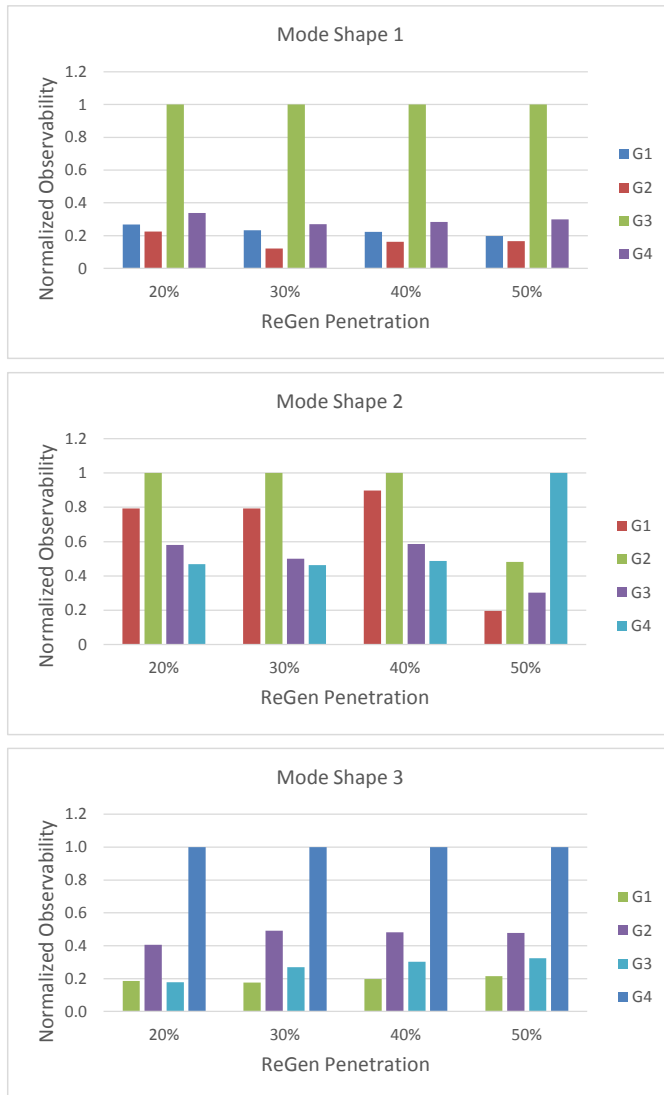 Mode Shape 1
Normalized Observability
1.2
1
0.8
0.6
0.4
0.2
0
20% 30% 40% 50%
ReGen Penetration
G1
G2
G3
G4
Mode Shape 2
Normalized Observability
1.2
1
0.8
0.6
0.4
0.2
0
20% 30% 40% 50%
ReGen Penetration
G1
G2
G3
G4
Mode Shape 3
Normalized Observability
1.2
1.0
0.8
0.6
0.4
0.2
0.0
20% 30% 40% 50%
ReGen Penetration
G1
G2
G3
G4